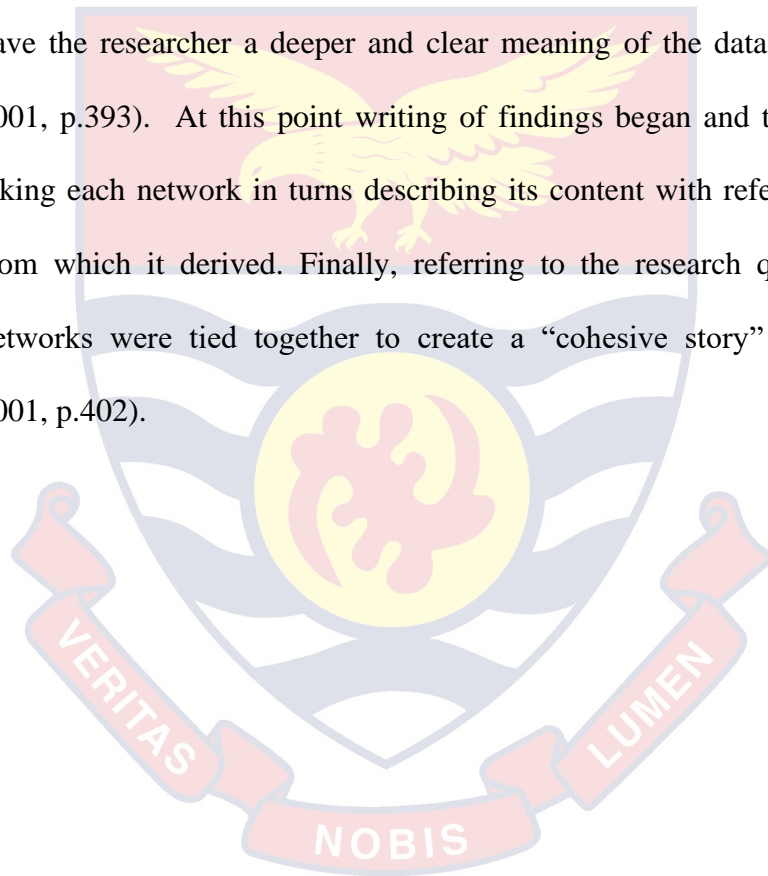 ave the researcher a deeper and clear meaning of the data
001, p.393). At this point writing of findings began and t
king each network in turns describing its content with refe
om which it derived. Finally, referring to the research q
etworks were tied together to create a “cohesive story”
001, p.402).
VERITAS
NOBIS
LUMEN